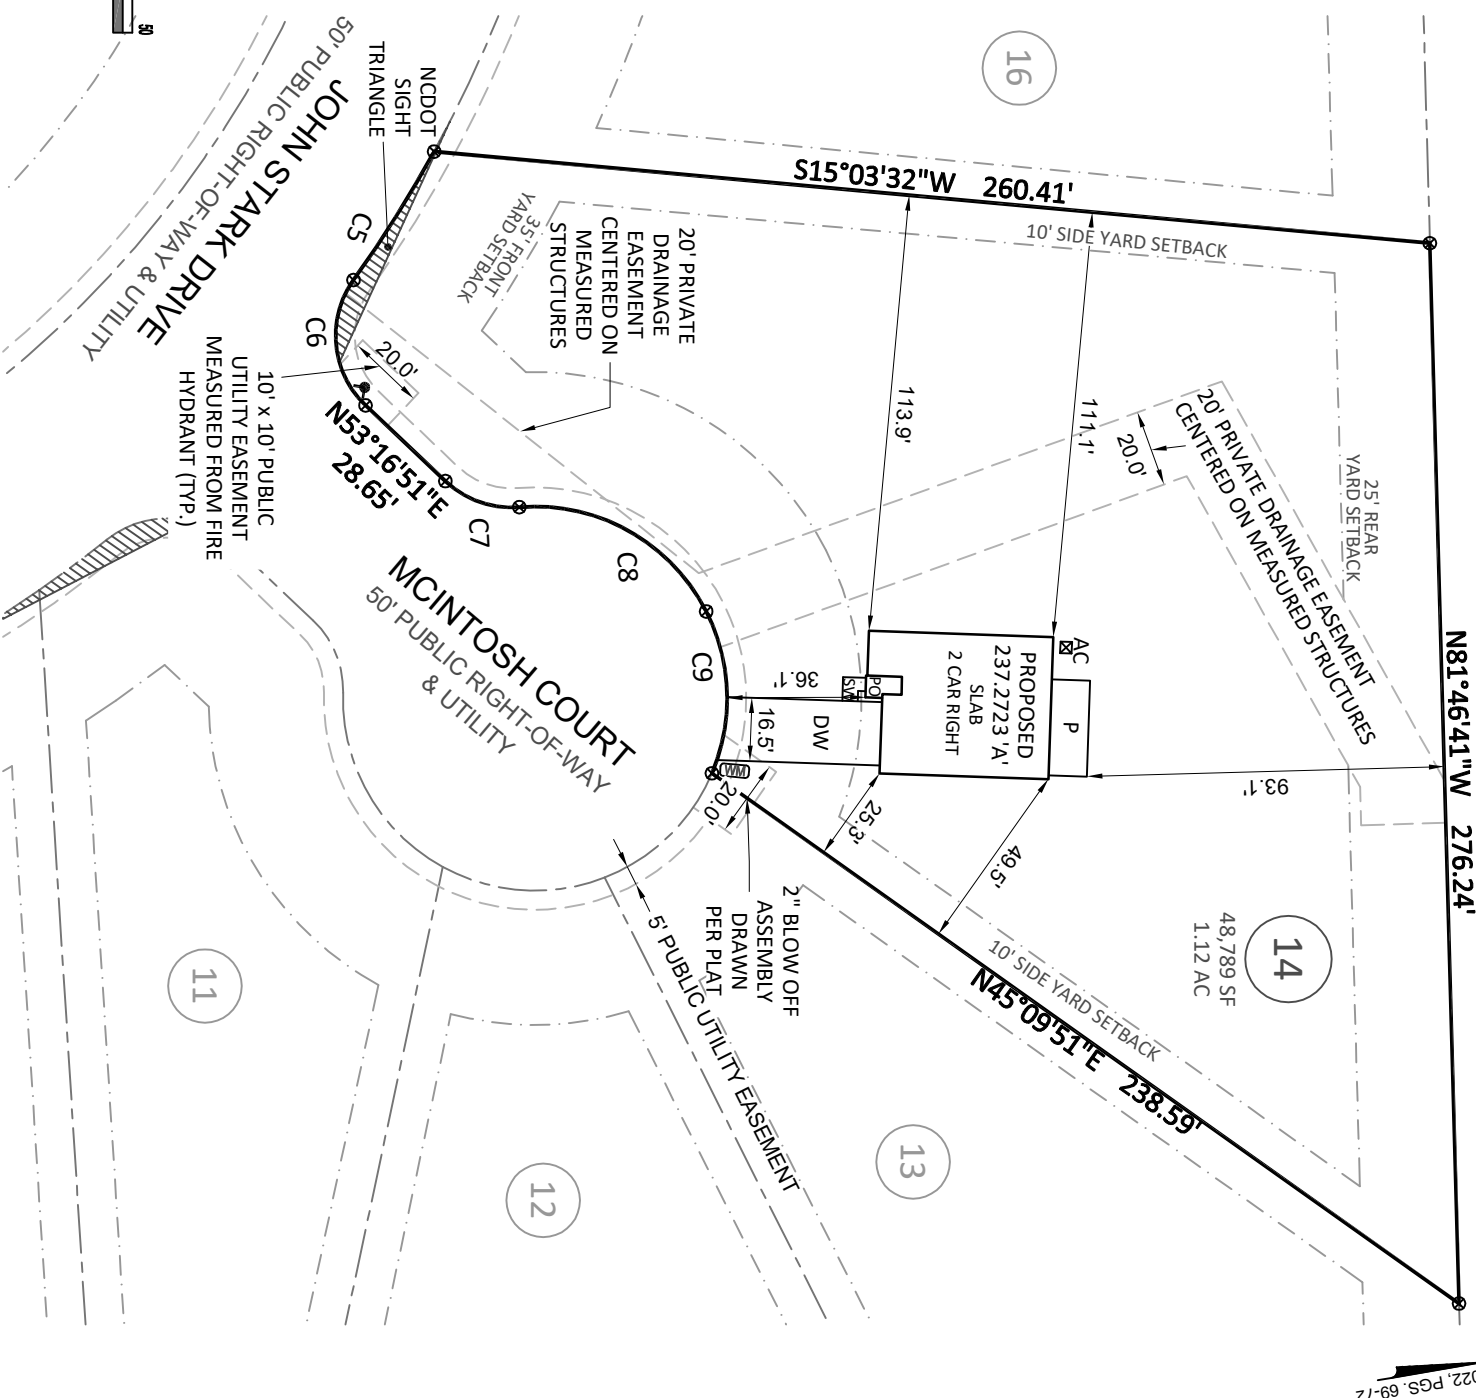 50
50' PUBLIC RIGHT-OF-WAY & UTILITY
JOHN STARK DRIVE
NCDOT
SIGHT
TRIANGLE
16
S15°03'32"W 260.41'
10' SIDE YARD SETBACK
35' FRONT
YARD SETBACK
20' PRIVATE
DRAINAGE
EASEMENT
CENTERED ON
MEASURED
STRUCTURES
C5
C6
20.0'
10' x 10' PUBLIC
UTILITY EASEMENT
MEASURED FROM FIRE
HYDRANT (TYP.)
N53°16'51"E
28.65'
C7
C8
C9
113.9'
111.1'
20.0'
20' PRIVATE DRAINAGE EASEMENT
CENTERED ON MEASURED STRUCTURES
25' REAR
YARD SETBACK
N81°46'41"W 276.24'
MCINTOSH COURT
50' PUBLIC RIGHT-OF-WAY
& UTILITY
AC
P
PROPOSED
237.2723 'A'
SLAB
2 CAR RIGHT
PO
SW
36.1'
DW
16.5'
WM
20.0'
25.3'
49.5'
93.1'
14
48,789 SF
1.12 AC
10' SIDE YARD SETBACK
N45°09'51"E 238.59'
2" BLOW OFF
ASSEMBLY
DRAWN
PER PLAT
5' PUBLIC UTILITY EASEMENT
11
12
13
022, PGS. 69-72